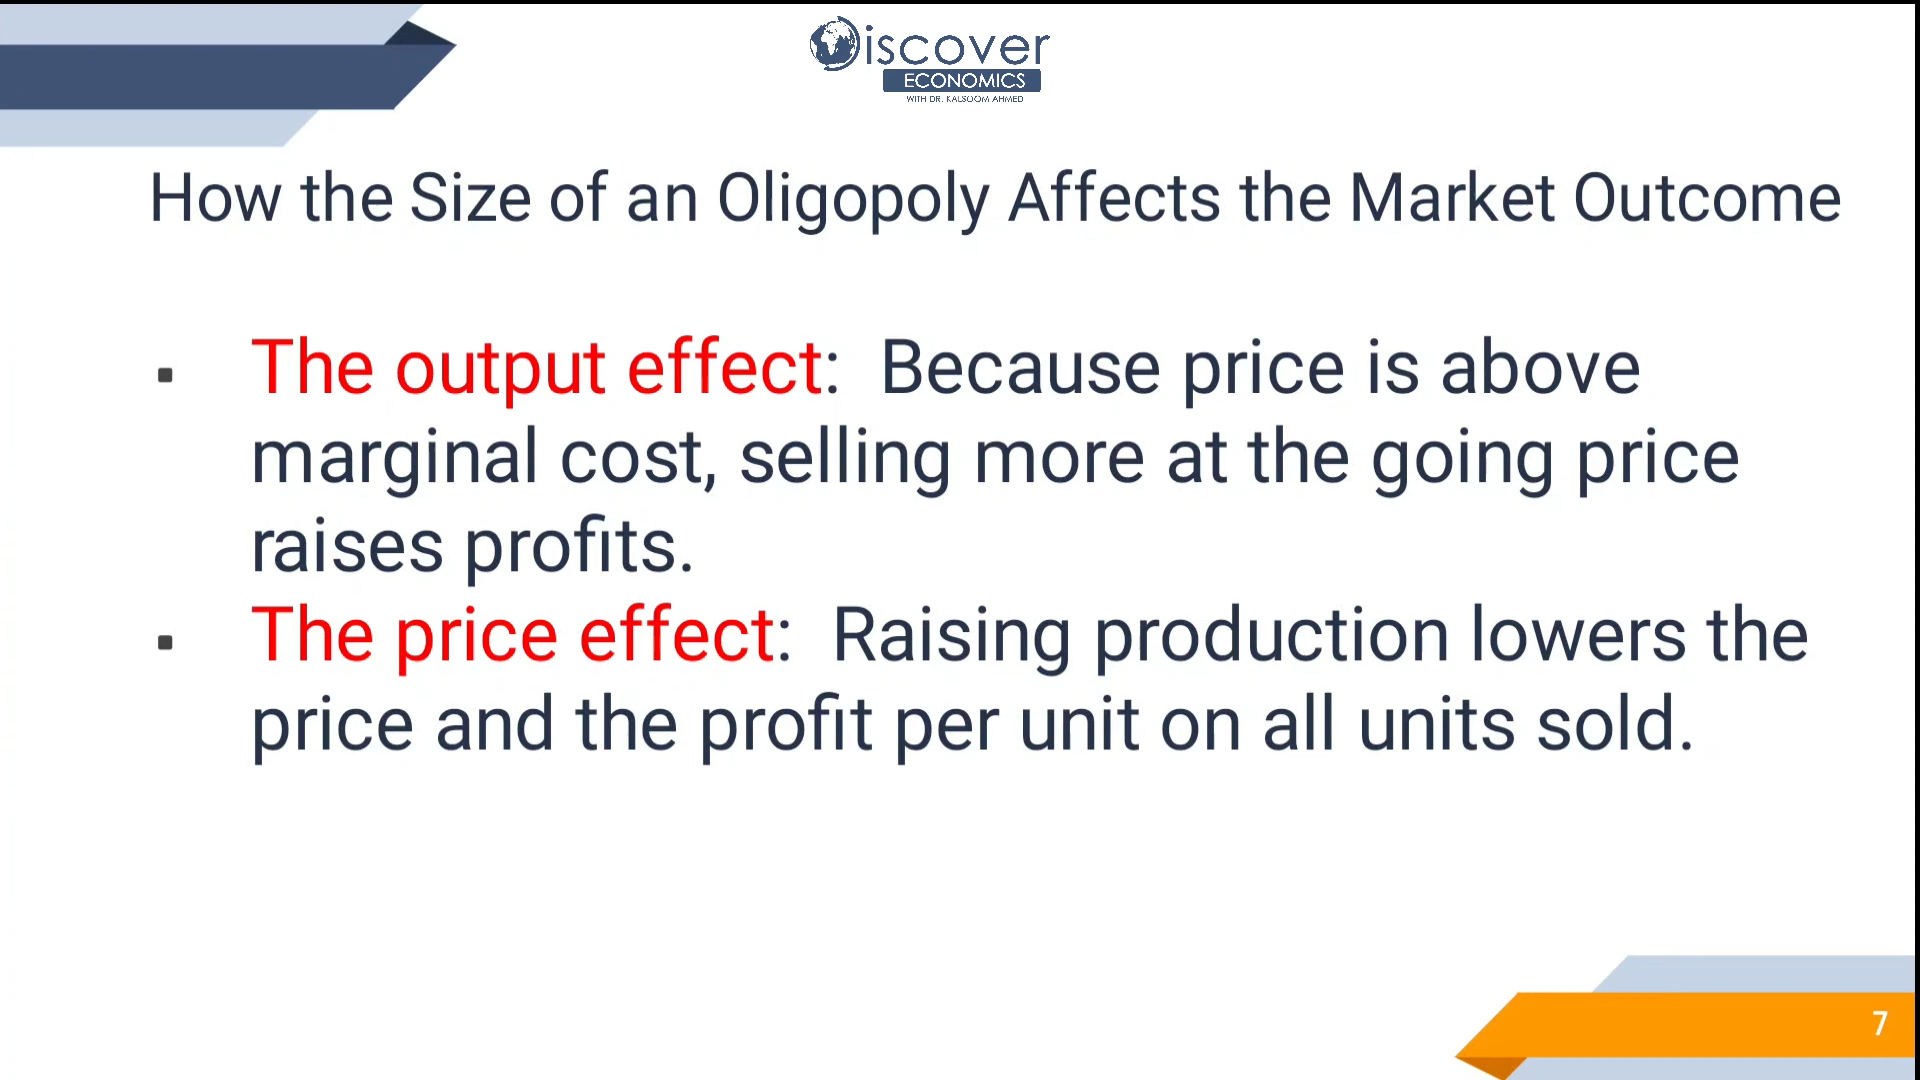 Discover
ECONOMICS
WITH DR. KALSOOM AHMED
How the Size of an Oligopoly Affects the Market Outcome
▪ The output effect:  Because price is above
marginal cost, selling more at the going price
raises profits.
▪ The price effect:  Raising production lowers the
price and the profit per unit on all units sold.
7